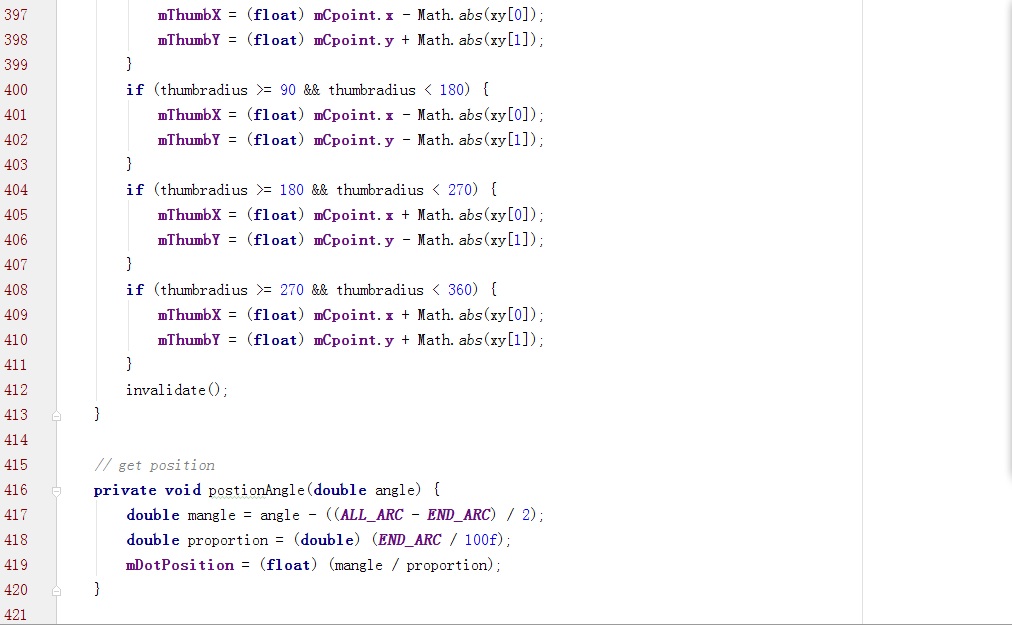 397 mThumbX = (float) mCpoint.x - Math.abs(xy[0]);
398 mThumbY = (float) mCpoint.y + Math.abs(xy[1]);
399 }
400 if (thumbradius >= 90 && thumbradius < 180) {
401 mThumbX = (float) mCpoint.x - Math.abs(xy[0]);
402 mThumbY = (float) mCpoint.y - Math.abs(xy[1]);
403 }
404 if (thumbradius >= 180 && thumbradius < 270) {
405 mThumbX = (float) mCpoint.x + Math.abs(xy[0]);
406 mThumbY = (float) mCpoint.y - Math.abs(xy[1]);
407 }
408 if (thumbradius >= 270 && thumbradius < 360) {
409 mThumbX = (float) mCpoint.x + Math.abs(xy[0]);
410 mThumbY = (float) mCpoint.y + Math.abs(xy[1]);
411 }
412 invalidate();
413 }
414
415 // get position
416 private void postionAngle(double angle) {
417 double mangle = angle - ((ALL_ARC - END_ARC) / 2);
418 double proportion = (double) (END_ARC / 100f);
419 mDotPosition = (float) (mangle / proportion);
420 }
421